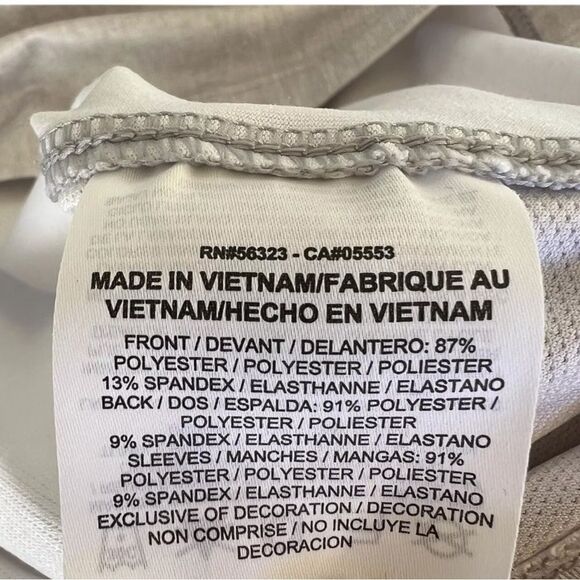 RN#56323 - CA#05553
MADE IN VIETNAM/FABRIQUE AU
VIETNAM/HECHO EN VIETNAM
FRONT / DEVANT / DELANTERO: 87%
POLYESTER / POLYESTER / POLIESTER
13% SPANDEX / ELASTHANNE / ELASTANO
BACK / DOS / ESPALDA: 91% POLYESTER /
POLYESTER / POLIESTER
9% SPANDEX / ELASTHANNE / ELASTANO
SLEEVES / MANCHES / MANGAS: 91%
POLYESTER / POLYESTER / POLIESTER
9% SPANDEX / ELASTHANNE / ELASTANO
EXCLUSIVE OF DECORATION / DECORATION
NON COMPRISE / NO INCLUYE LA
DECORACION